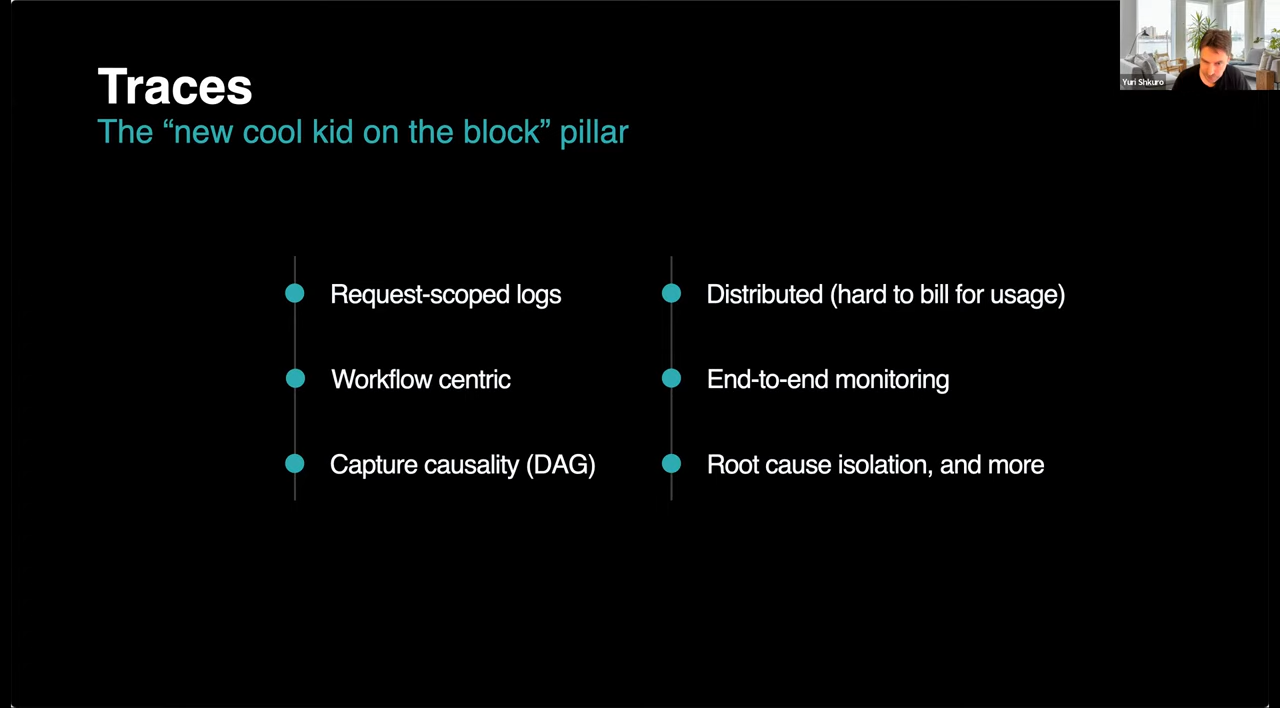 Traces
The “new cool kid on the block” pillar
Request-scoped logs
Workflow centric
Capture causality (DAG)
Distributed (hard to bill for usage)
End-to-end monitoring
Root cause isolation, and more
Yuri Shkuro